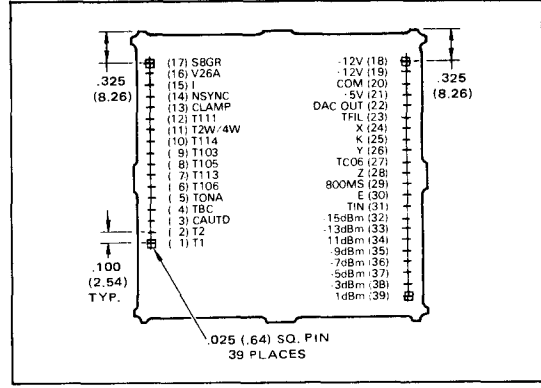 .325
(8.26)
(17) S8GR
(16) V26A
(15) I
(14) NSYNC
(13) CLAMP
(12) T111
(11) T2W/4W
(10) T114
( 9) T103
( 8) T105
( 7) T113
( 6) T106
( 5) TONA
( 4) TBC
( 3) CAUTD
( 2) T2
( 1) T1
-12V (18)
12V (19)
COM (20)
5V (21)
DAC OUT (22)
TFIL (23)
X (24)
K (25)
Y (26)
TC06 (27)
Z (28)
800MS (29)
E (30)
TIN (31)
-15dBm (32)
-13dBm (33)
11dBm (34)
-9dBm (35)
-7dBm (36)
-5dBm (37)
-3dBm (38)
1dBm (39)
.325
(8.26)
.100
(2.54)
TYP.
.025 (.64) SQ. PIN
39 PLACES